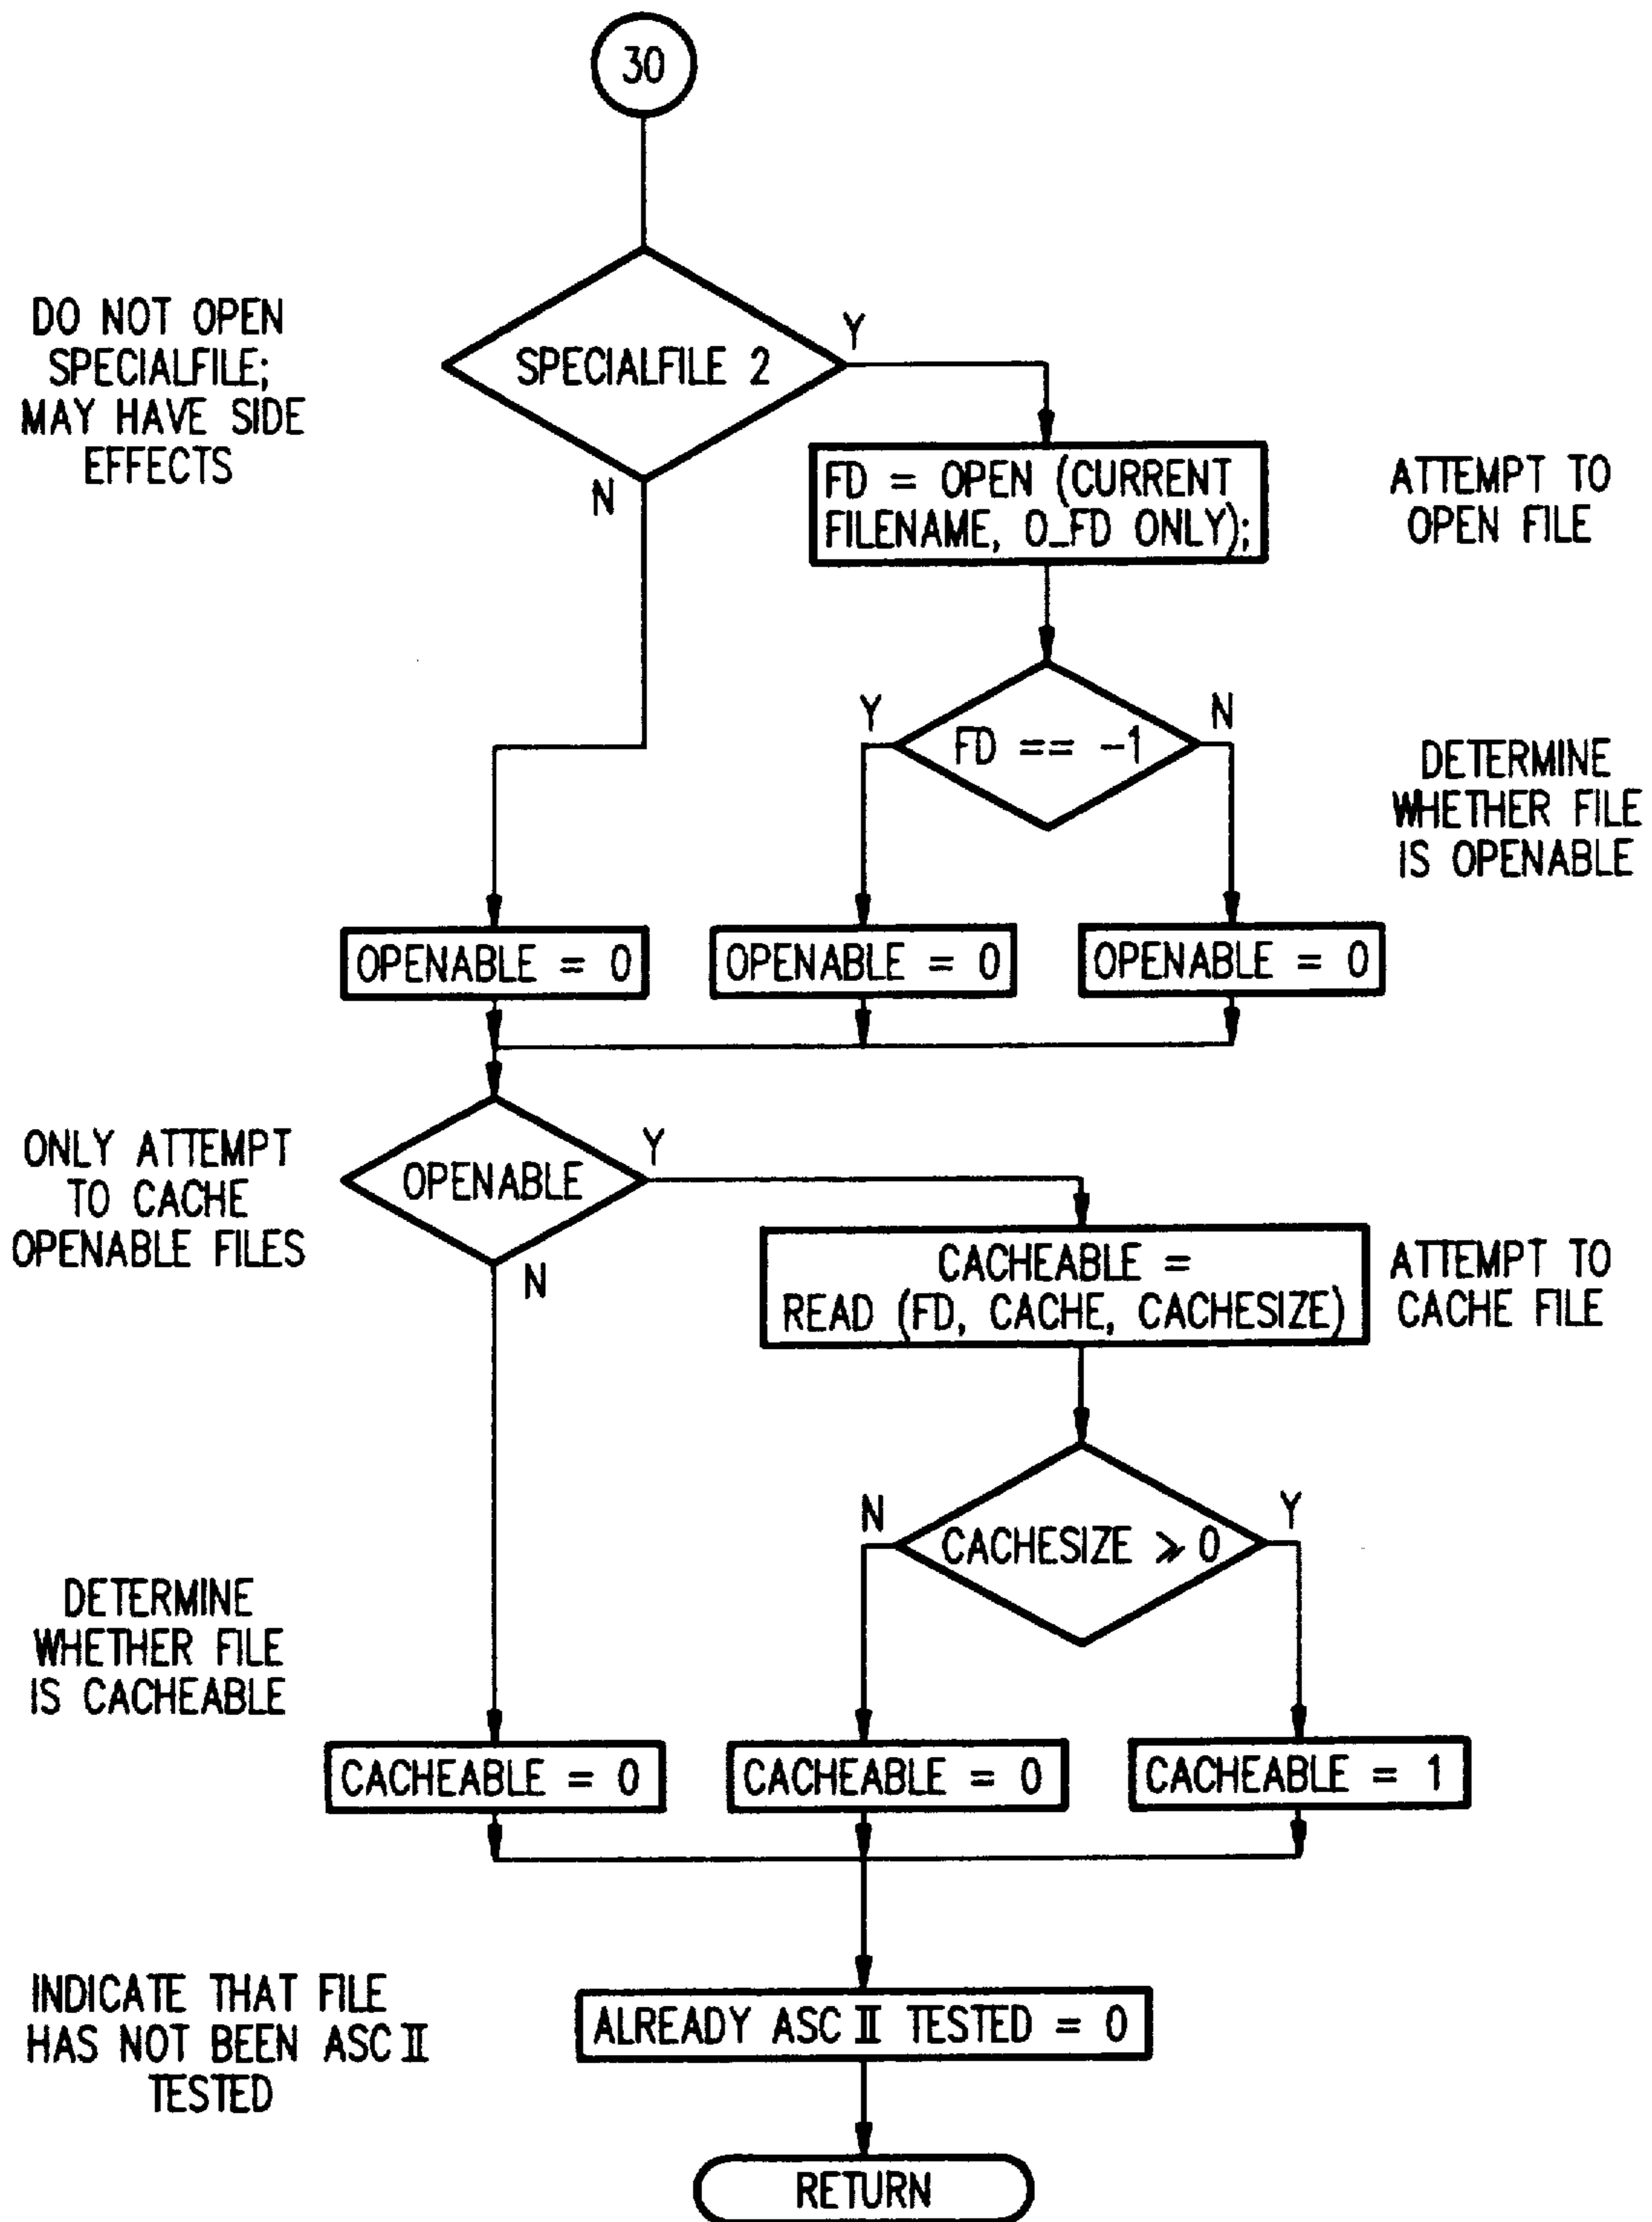 30
DO NOT OPEN
SPECIALFILE;
MAY HAVE SIDE
EFFECTS
SPECIALFILE 2
Y
N
FD = OPEN (CURRENT
FILENAME, O_FD ONLY);
ATTEMPT TO
OPEN FILE
Y
FD == -1
N
DETERMINE
WHETHER FILE
IS OPENABLE
OPENABLE = 0
OPENABLE = 0
OPENABLE = 0
ONLY ATTEMPT
TO CACHE
OPENABLE FILES
OPENABLE
Y
N
CACHEABLE =
READ (FD, CACHE, CACHESIZE)
ATTEMPT TO
CACHE FILE
N
CACHESIZE ⩾ 0
Y
DETERMINE
WHETHER FILE
IS CACHEABLE
CACHEABLE = 0
CACHEABLE = 0
CACHEABLE = 1
INDICATE THAT FILE
HAS NOT BEEN ASC II
TESTED
ALREADY ASC II TESTED = 0
RETURN